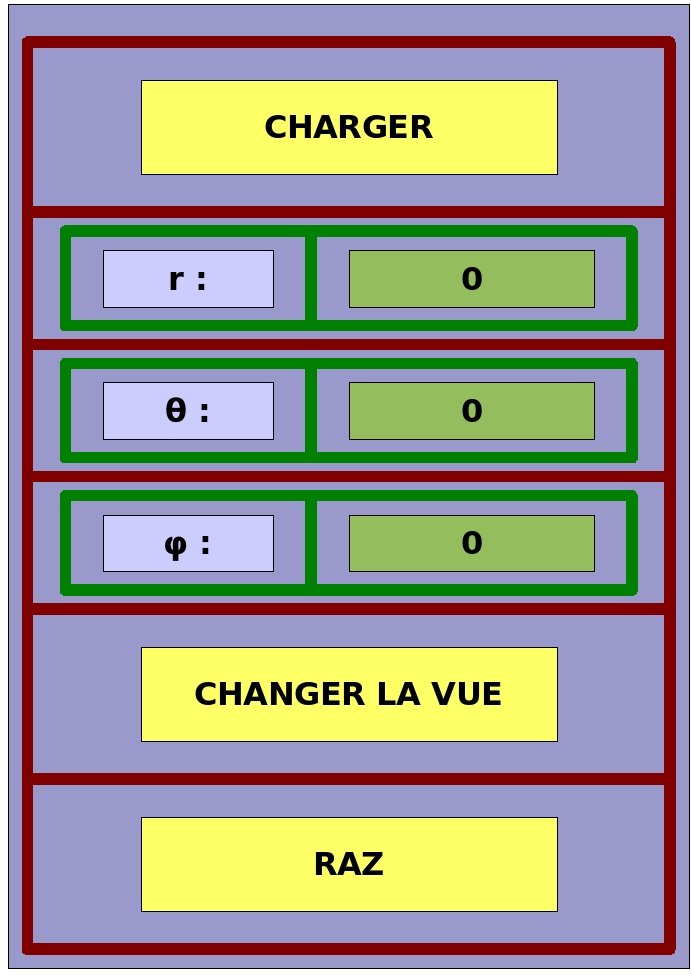 CHARGER
r : 0
θ : 0
φ : 0
CHANGER LA VUE
RAZ